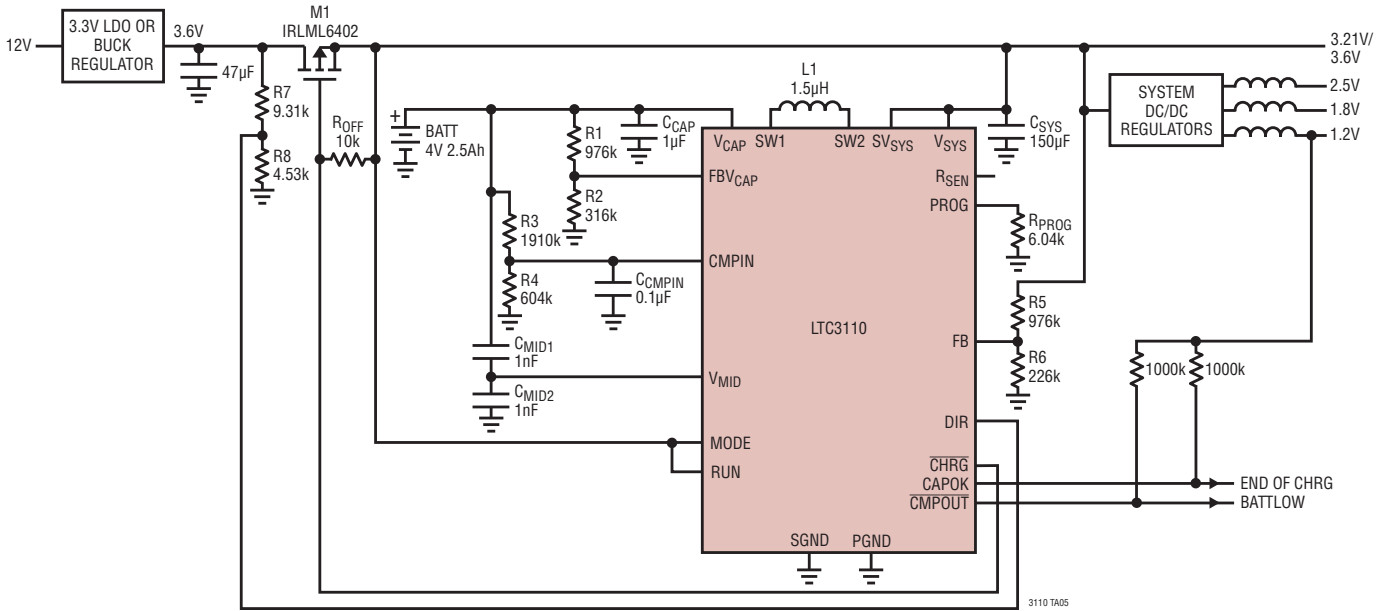 M1
IRLML6402
12V
3.3V LDO OR
BUCK
REGULATOR
3.6V
47µF
R7
9.31k
R8
4.53k
ROFF
10k
+
BATT
4V 2.5Ah
R1
976k
R2
316k
CCAP
1µF
L1
1.5µH
R3
1910k
R4
604k
CCMPIN
0.1µF
CMID1
1nF
CMID2
1nF
VCAP
SW1
SW2
SVSYS
VSYS
FBVCAP
CMPIN
VMID
MODE
RUN
LTC3110
SGND
PGND
RSEN
PROG
FB
DIR
CHRG
CAPOK
CMPOUT
CSYS
150µF
RPROG
6.04k
R5
976k
R6
226k
SYSTEM
DC/DC
REGULATORS
3.21V/
3.6V
2.5V
1.8V
1.2V
1000k
1000k
END OF CHRG
BATTLOW
3110 TA05